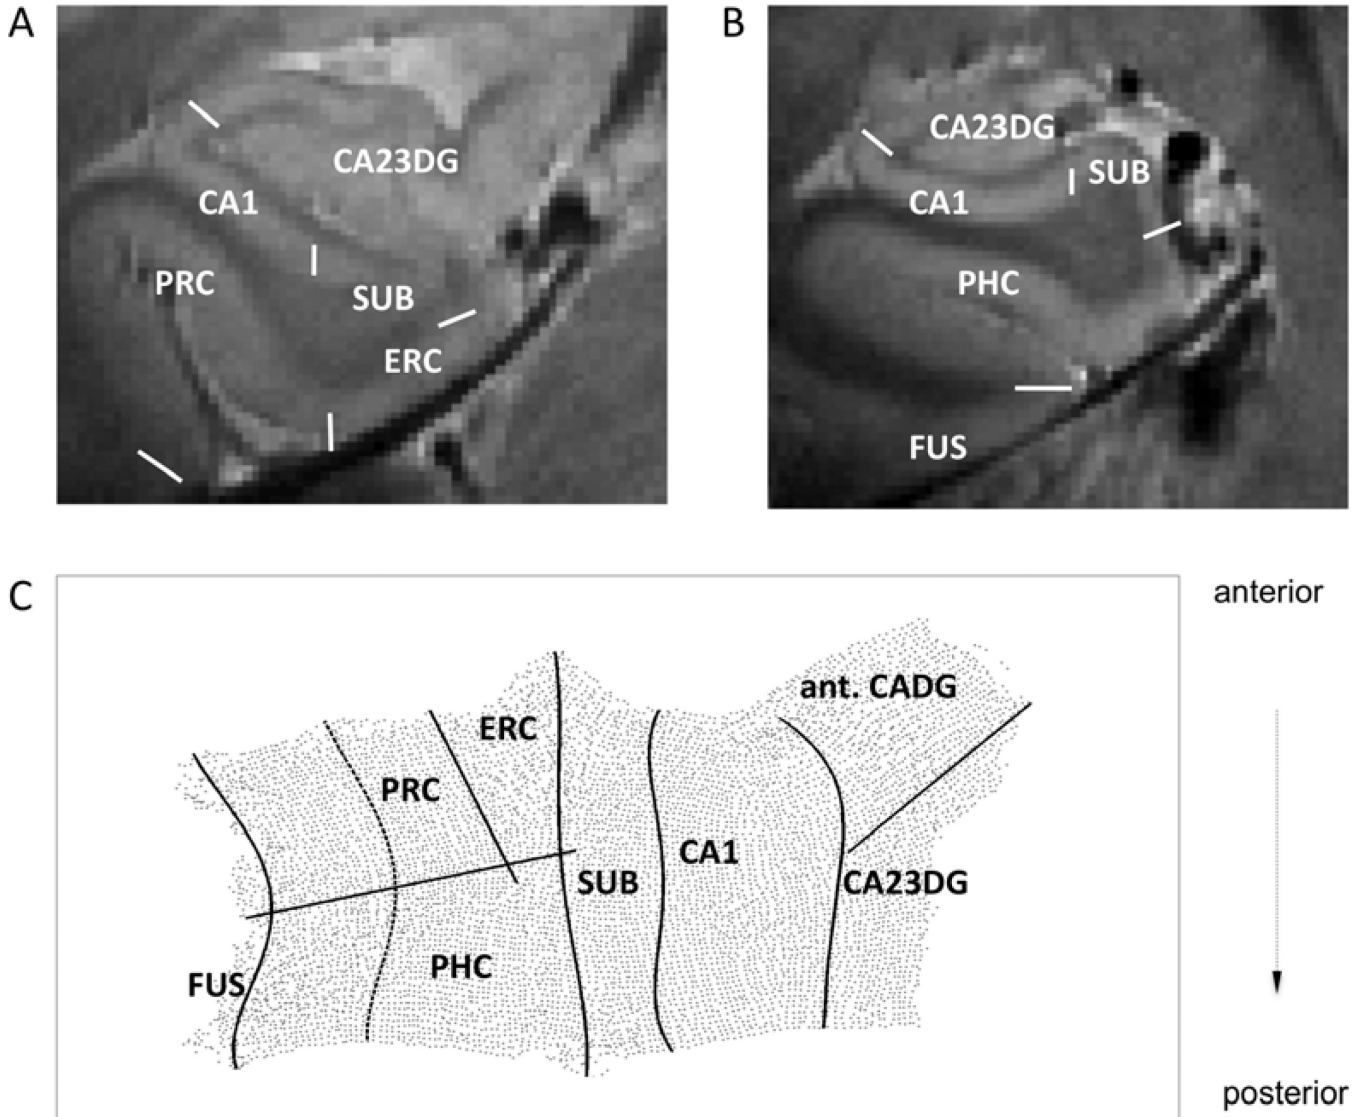 A
CA23DG
CA1
PRC
SUB
ERC
B
CA23DG
SUB
CA1
PHC
FUS
C
anterior
ant. CADG
ERC
PRC
CA1
SUB
CA23DG
PHC
FUS
posterior